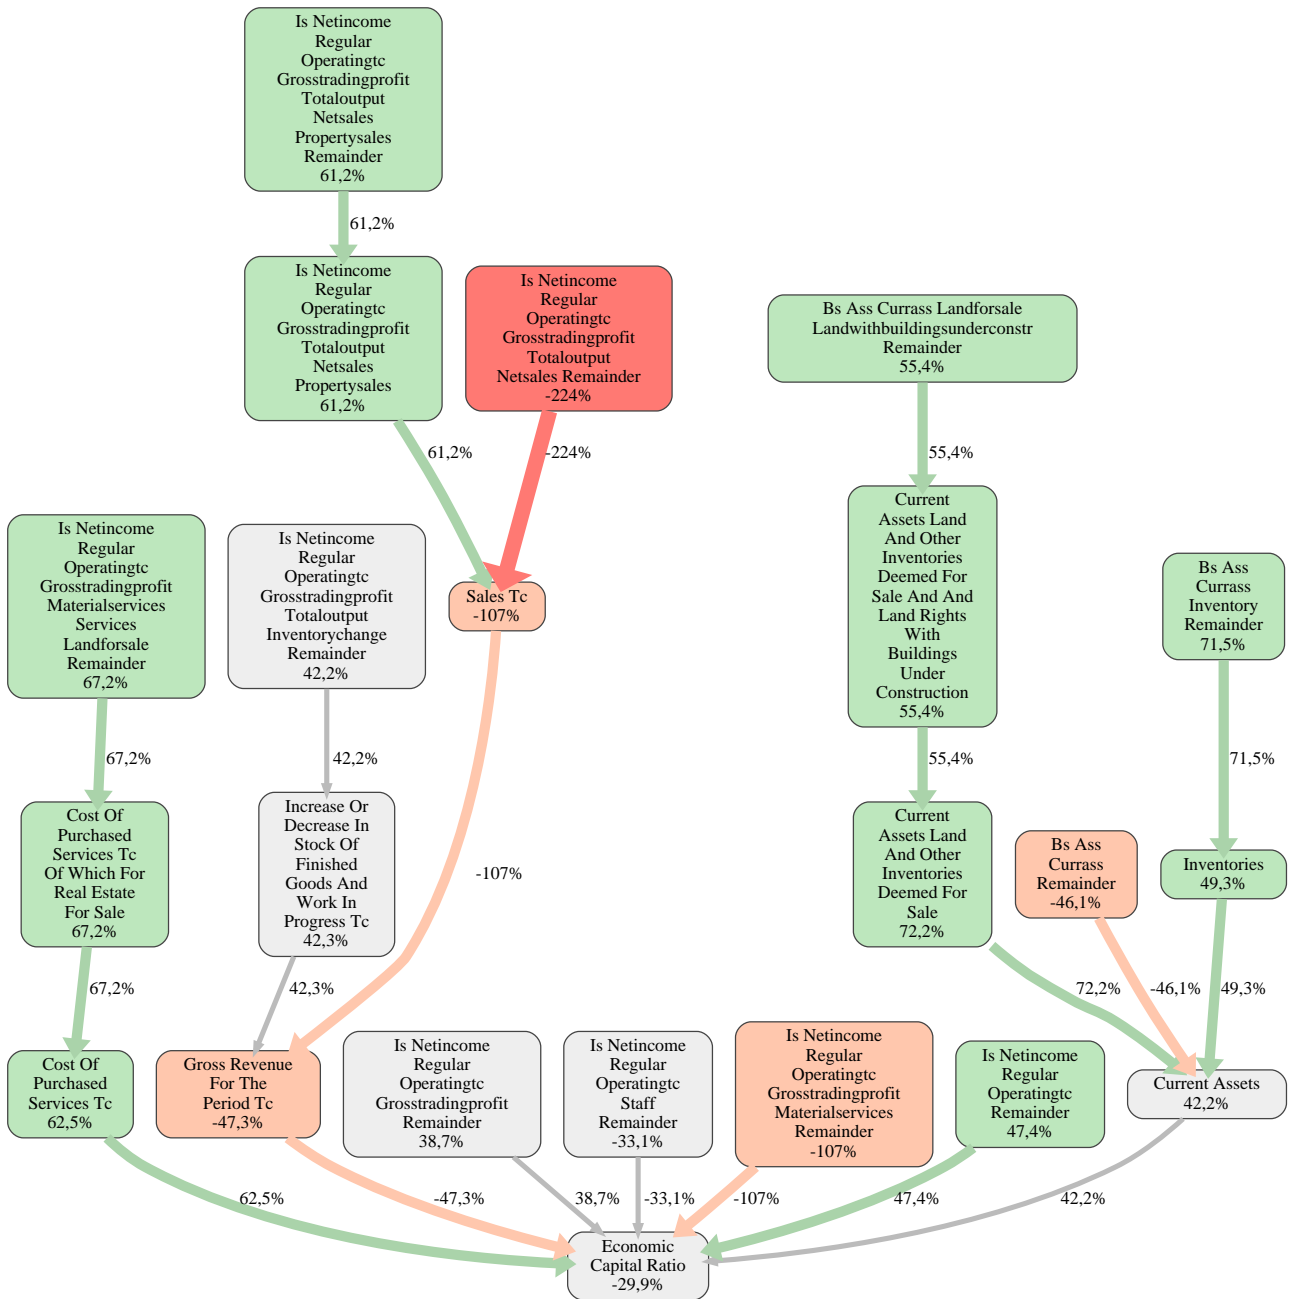 Is Netincome
Regular
Operatingtc
Grosstradingprofit
Totaloutput
Netsales
Propertysales
Remainder
61,2%
61,2%
Is Netincome
Regular
Operatingtc
Grosstradingprofit
Totaloutput
Netsales
Propertysales
61,2%
Is Netincome
Regular
Operatingtc
Grosstradingprofit
Totaloutput
Netsales Remainder
-224%
Bs Ass Currass Landforsale
Landwithbuildingsunderconstr
Remainder
55,4%
61,2%
-224%
55,4%
Is Netincome
Regular
Operatingtc
Grosstradingprofit
Materialservices
Services
Landforsale
Remainder
67,2%
Is Netincome
Regular
Operatingtc
Grosstradingprofit
Totaloutput
Inventorychange
Remainder
42,2%
Sales Tc
-107%
Current
Assets Land
And Other
Inventories
Deemed For
Sale And And
Land Rights
With
Buildings
Under
Construction
55,4%
Bs Ass
Currass
Inventory
Remainder
71,5%
67,2%
42,2%
55,4%
71,5%
Cost Of
Purchased
Services Tc
Of Which For
Real Estate
For Sale
67,2%
Increase Or
Decrease In
Stock Of
Finished
Goods And
Work In
Progress Tc
42,3%
-107%
Current
Assets Land
And Other
Inventories
Deemed For
Sale
72,2%
Bs Ass
Currass
Remainder
-46,1%
Inventories
49,3%
67,2%
42,3%
72,2%
-46,1%
49,3%
Cost Of
Purchased
Services Tc
62,5%
Gross Revenue
For The
Period Tc
-47,3%
Is Netincome
Regular
Operatingtc
Grosstradingprofit
Remainder
38,7%
Is Netincome
Regular
Operatingtc
Staff
Remainder
-33,1%
Is Netincome
Regular
Operatingtc
Grosstradingprofit
Materialservices
Remainder
-107%
Is Netincome
Regular
Operatingtc
Remainder
47,4%
Current Assets
42,2%
62,5%
-47,3%
38,7%
-33,1%
-107%
47,4%
42,2%
Economic
Capital Ratio
-29,9%